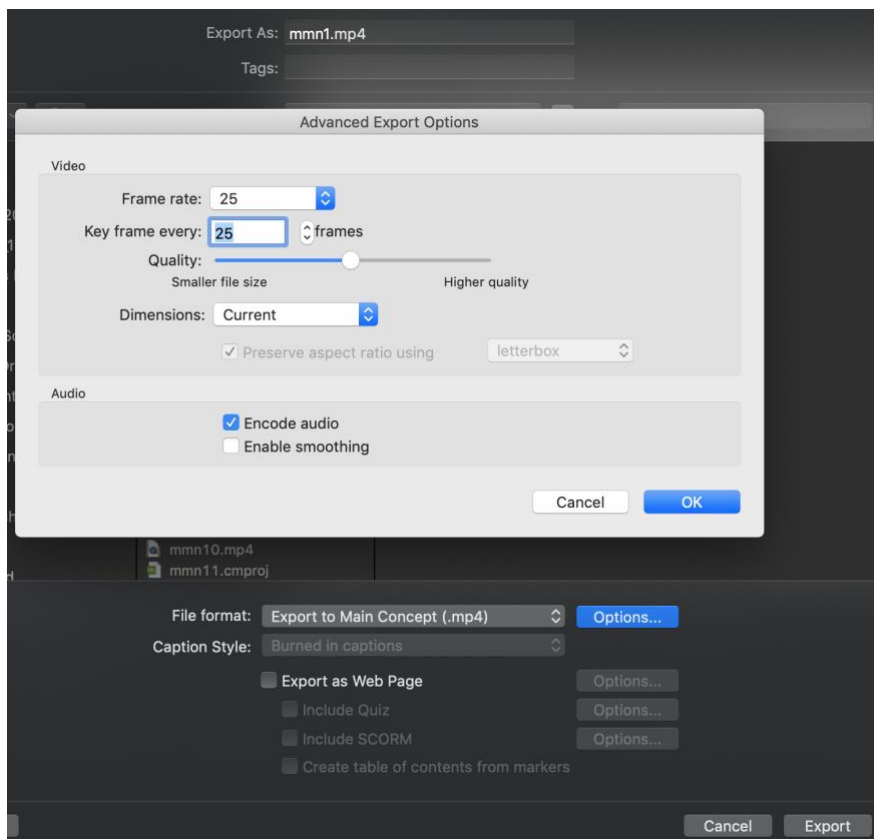 Export As: mmn1.mp4
Tags:
Advanced Export Options
Video
Frame rate: 25
Key frame every: 25 frames
Quality:
Smaller file size Higher quality
Dimensions: Current
Preserve aspect ratio using letterbox
Audio
Encode audio
Enable smoothing
Cancel OK
mmn10.mp4
mmn11.cmproj
File format: Export to Main Concept (.mp4) Options...
Caption Style: Burned in captions
Export as Web Page Options...
Include Quiz Options...
Include SCORM Options...
Create table of contents from markers
Cancel Export